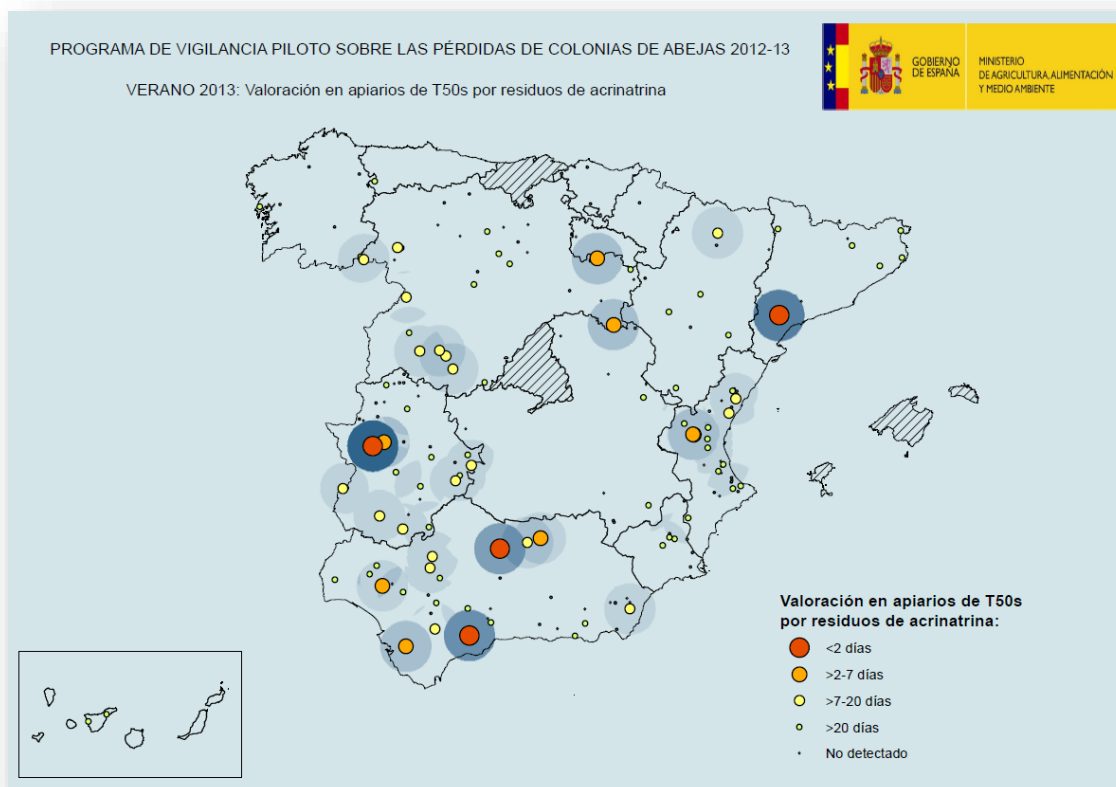 PROGRAMA DE VIGILANCIA PILOTO SOBRE LAS PÉRDIDAS DE COLONIAS DE ABEJAS 2012-13
VERANO 2013: Valoración en apiarios de T50s por residuos de acrinatrina
GOBIERNO
DE ESPAÑA
MINISTERIO
DE AGRICULTURA, ALIMENTACIÓN
Y MEDIO AMBIENTE
Valoración en apiarios de T50s
por residuos de acrinatrina:
<2 días
>2-7 días
>7-20 días
>20 días
No detectado